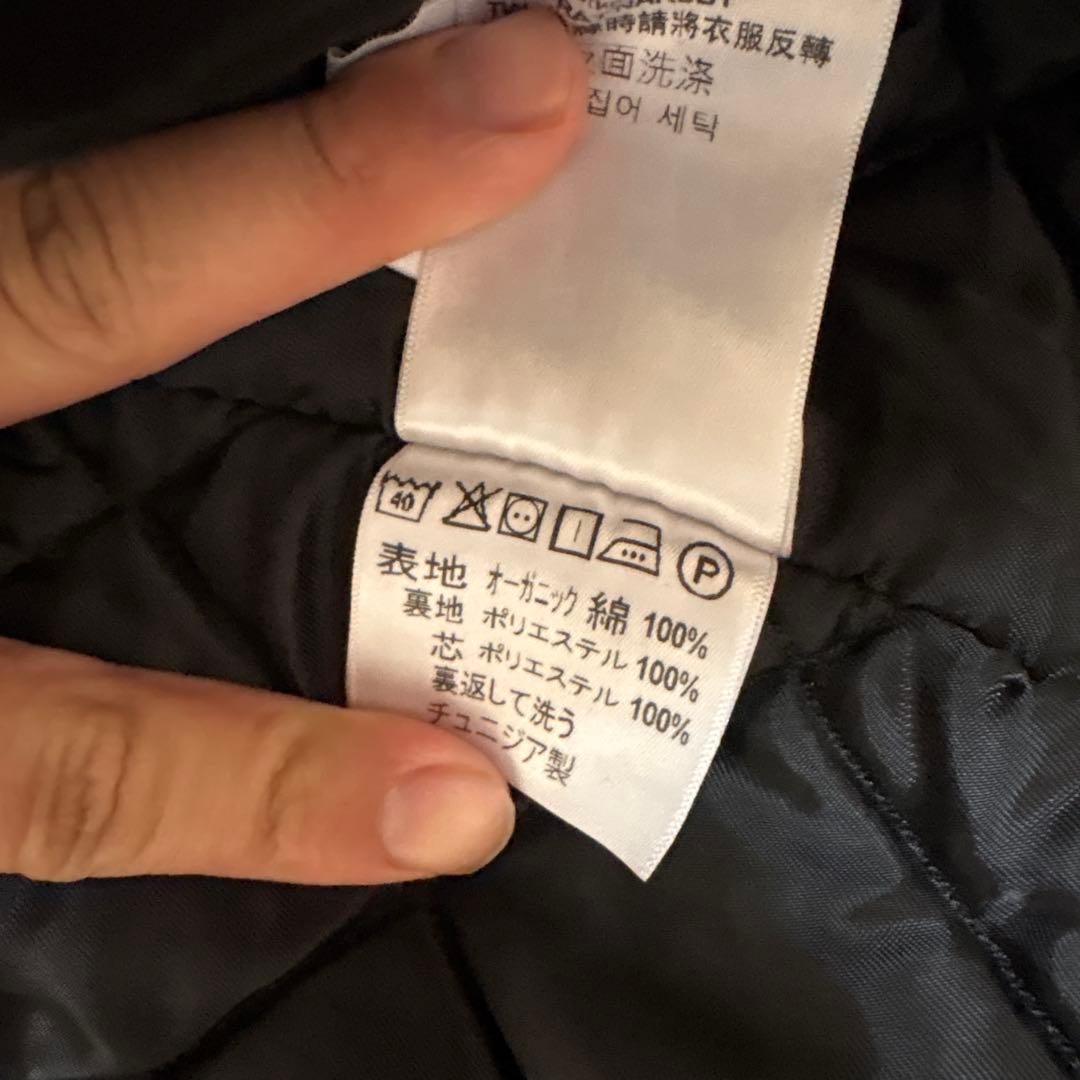 時請將衣服反轉
面洗涤
집어 세탁
40
P
表地 オーガニック 綿 100%
裏地 ポリエステル 100%
芯 ポリエステル 100%
裏返して洗う
チュニジア製